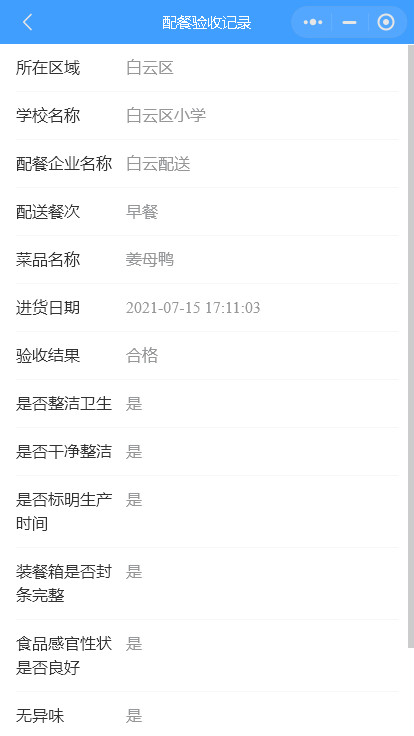 配餐验收记录
所在区域 白云区
学校名称 白云区小学
配餐企业名称 白云配送
配送餐次 早餐
菜品名称 姜母鸭
进货日期 2021-07-15 17:11:03
验收结果 合格
是否整洁卫生 是
是否干净整洁 是
是否标明生产 是
时间
装餐箱是否封 是
条完整
食品感官性状 是
是否良好
无异味 是